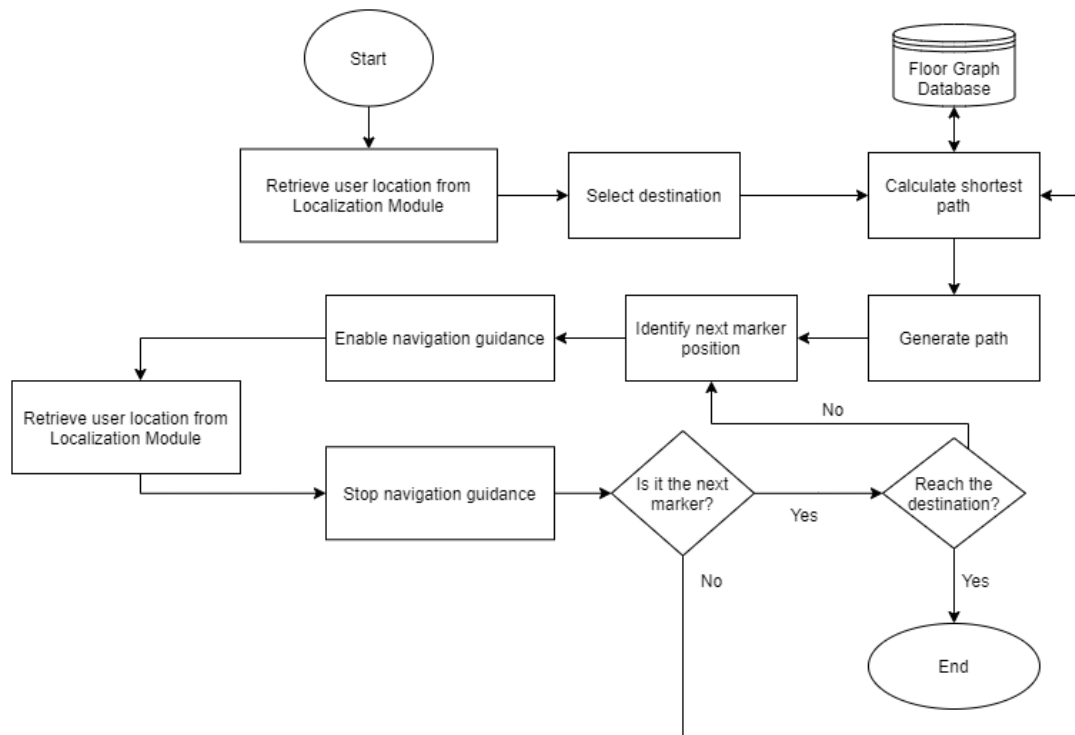 Start
Floor Graph
Database
Retrieve user location from
Localization Module
Select destination
Calculate shortest
path
Enable navigation guidance
Identify next marker
position
Generate path
Retrieve user location from
Localization Module
No
Stop navigation guidance
Is it the next
marker?
Yes
Reach the
destination?
No
Yes
End